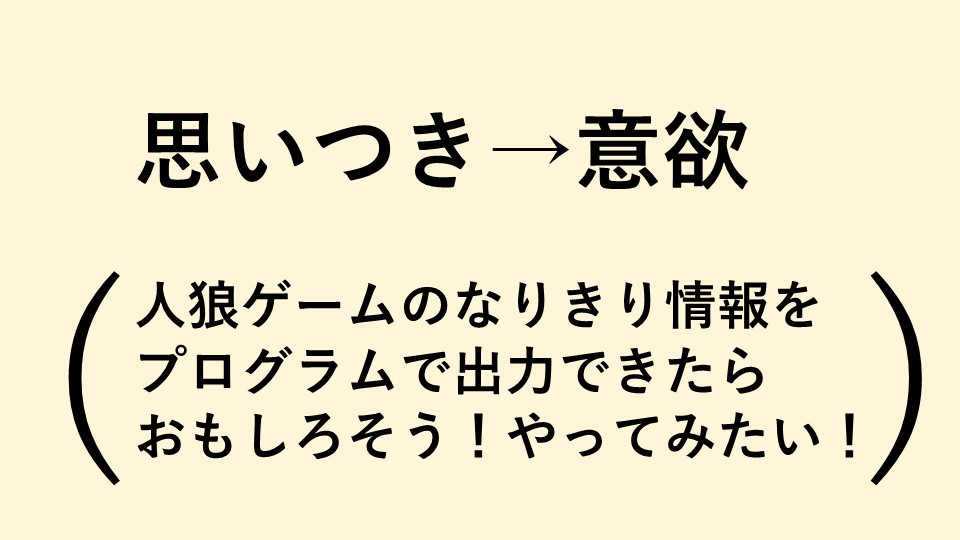 思いつき→意欲
(人狼ゲームのなりきり情報を
プログラムで出力できたら
おもしろそう！やってみたい！)